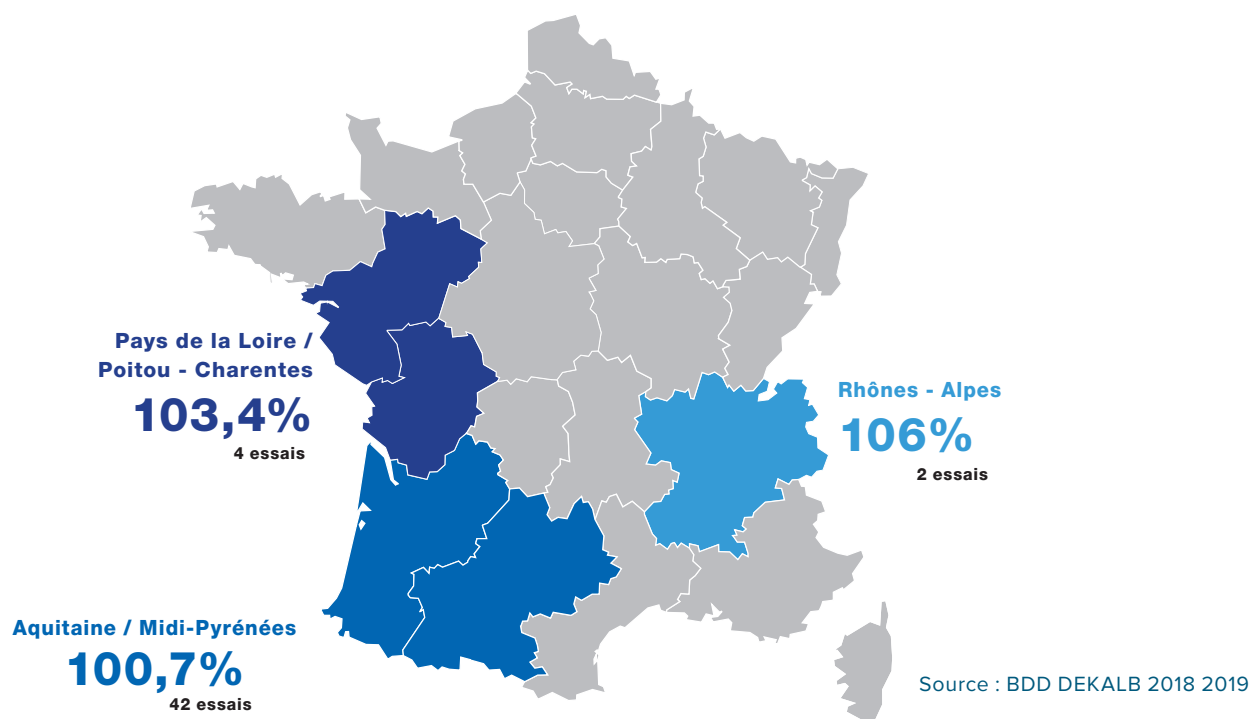 Pays de la Loire /
Poitou - Charentes
103,4%
4 essais
Rhônes - Alpes
106%
2 essais
Aquitaine / Midi-Pyrénées
100,7%
42 essais
Source : BDD DEKALB 2018 2019